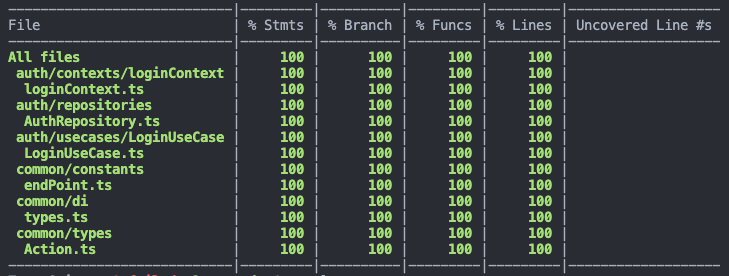 File | % Stmts | % Branch | % Funcs | % Lines | Uncovered Line #s
All files | 100 | 100 | 100 | 100 |
auth/contexts/loginContext | 100 | 100 | 100 | 100 |
loginContext.ts | 100 | 100 | 100 | 100 |
auth/repositories | 100 | 100 | 100 | 100 |
AuthRepository.ts | 100 | 100 | 100 | 100 |
auth/usecases/LoginUseCase | 100 | 100 | 100 | 100 |
LoginUseCase.ts | 100 | 100 | 100 | 100 |
common/constants | 100 | 100 | 100 | 100 |
endPoint.ts | 100 | 100 | 100 | 100 |
common/di | 100 | 100 | 100 | 100 |
types.ts | 100 | 100 | 100 | 100 |
common/types | 100 | 100 | 100 | 100 |
Action.ts | 100 | 100 | 100 | 100 |